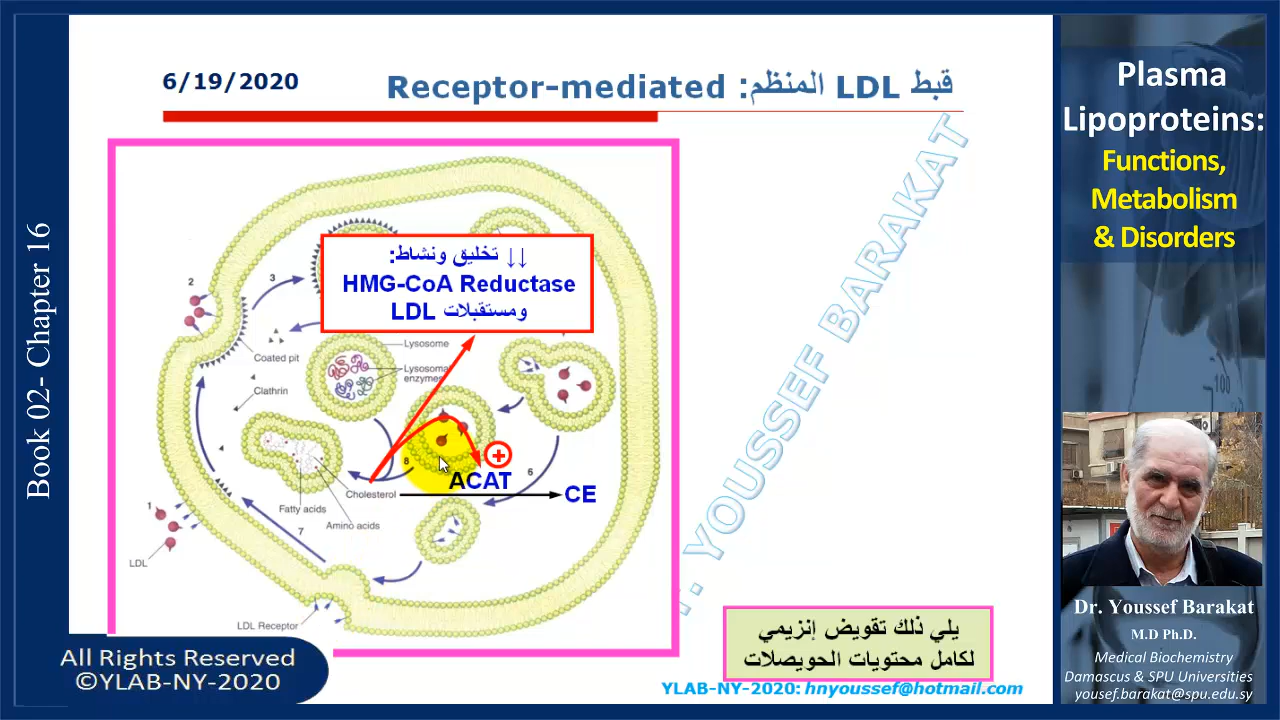 6/19/2020
قبط LDL المنظم: Receptor-mediated
Book 02- Chapter 16
↓↓ تخليق ونشاط:
HMG-CoA Reductase
ومستقبلات LDL
2
3
Coated pit
Clathrin
Lysosome
Lysosomal
enzymes
8
6
+
ACAT
CE
Cholesterol
Fatty acids
Amino acids
1
LDL
7
LDL Receptor
YOUSSEF BARAKAT
يلي ذلك تقويض إنزيمي
لكامل محتويات الحويصلات
All Rights Reserved
©YLAB-NY-2020
YLAB-NY-2020: hnyoussef@hotmail.com
Plasma
Lipoproteins:
Functions,
Metabolism
& Disorders
100
Dr. Youssef Barakat
M.D Ph.D.
Medical Biochemistry
Damascus & SPU Universities
yousef.barakat@spu.edu.sy